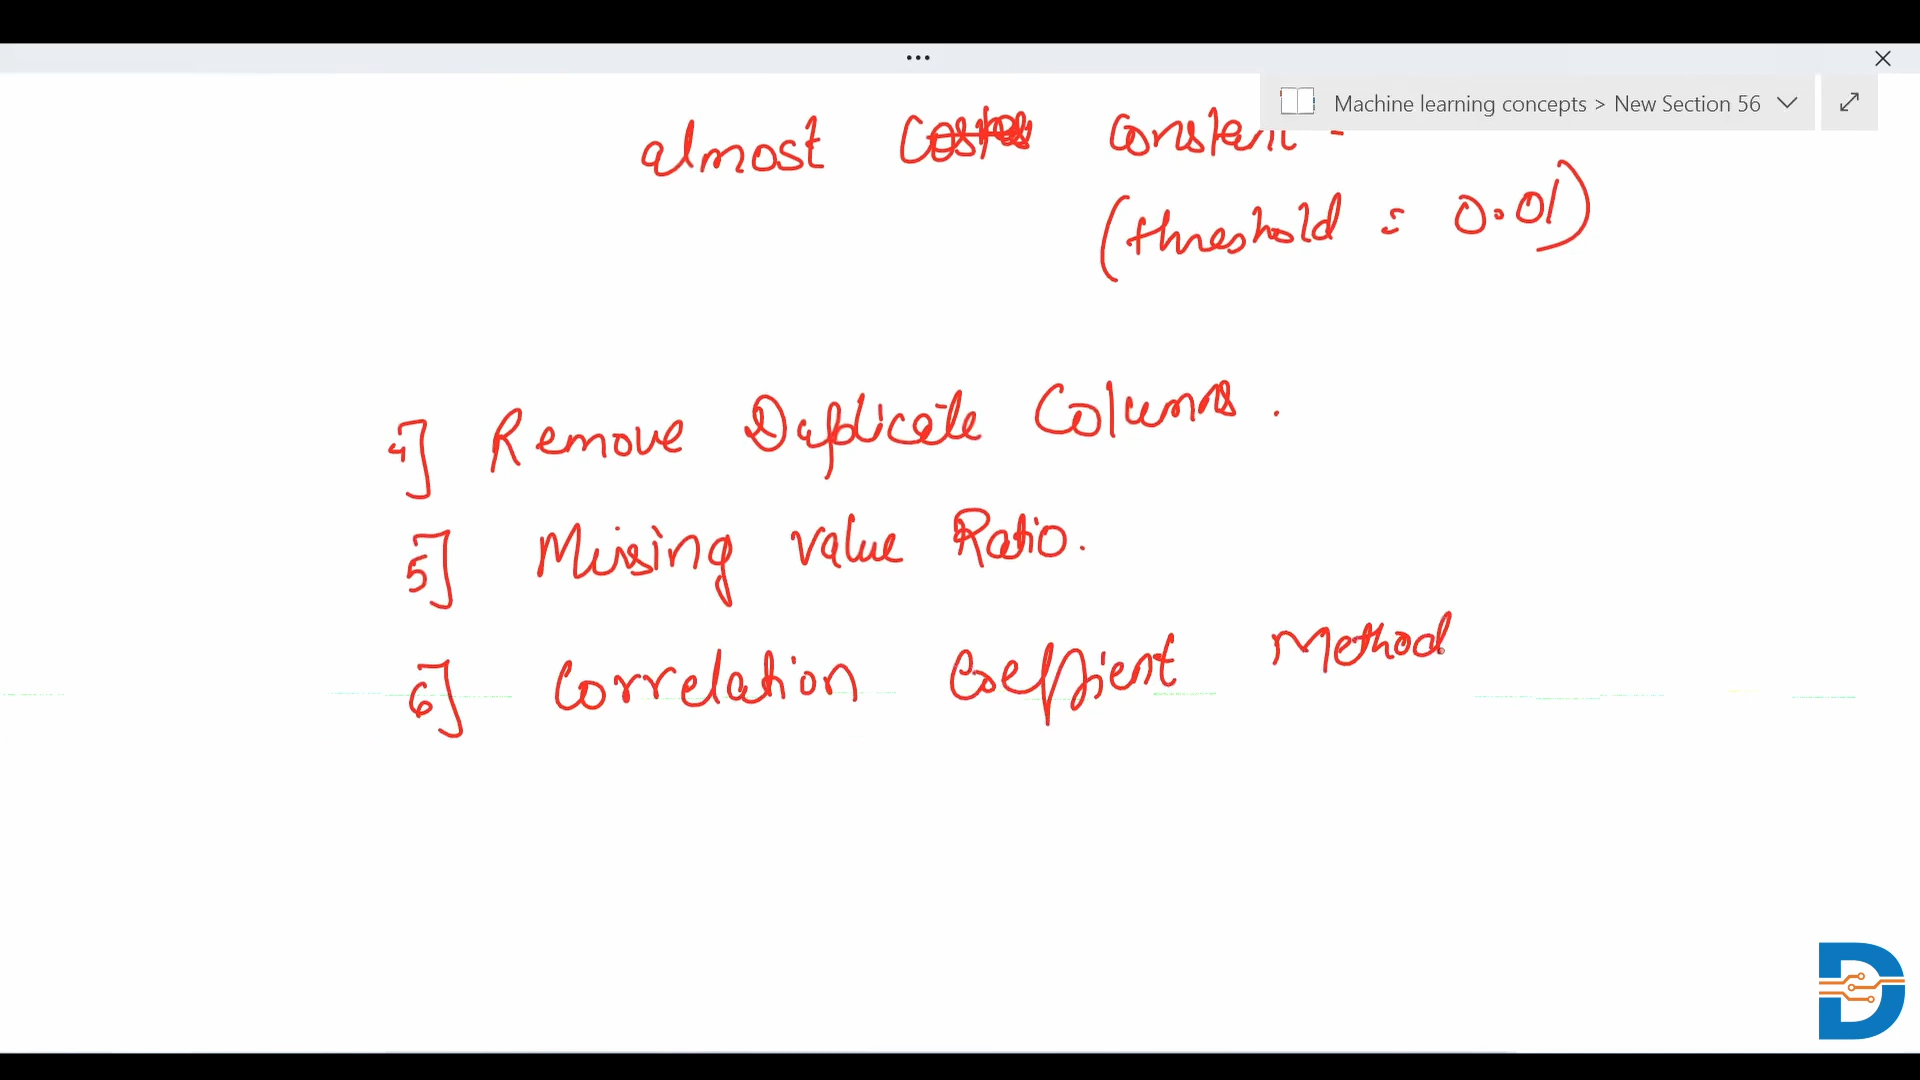 Machine learning concepts > New Section 56
almost constant.
(threshold = 0.01)
4] Remove Duplicate Columns.
5] Missing value Ratio.
6] Correlation Coeffient Method